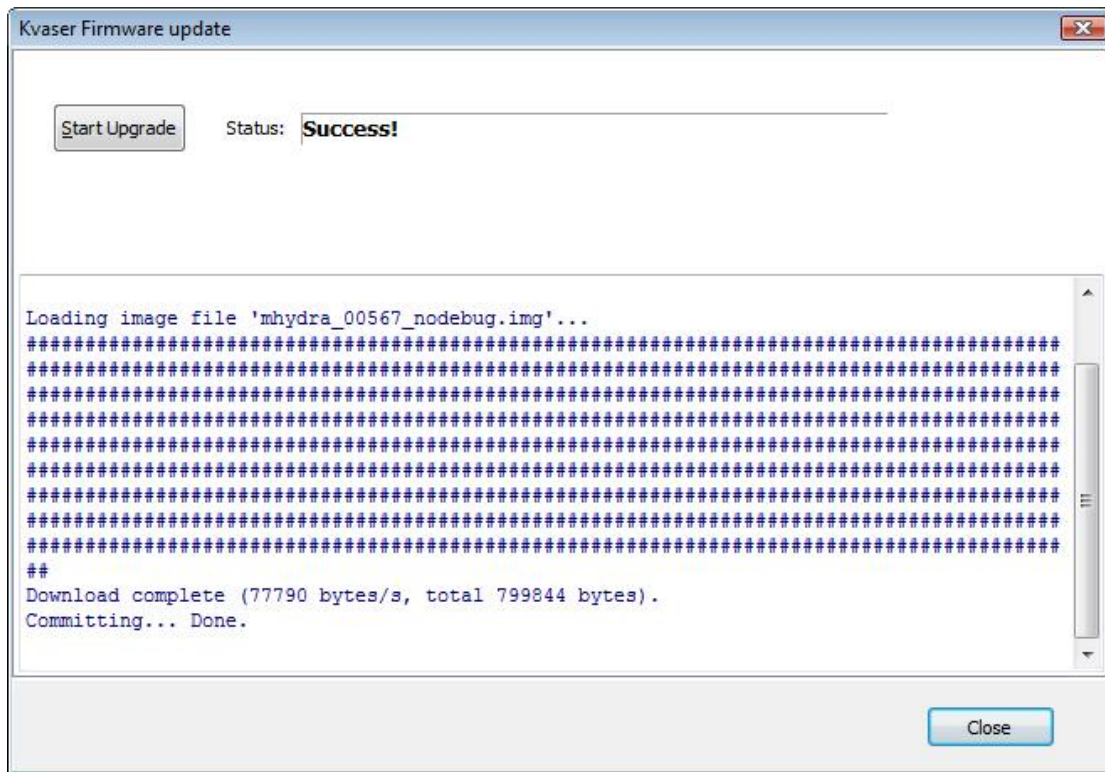 Kvaser Firmware update
Start Upgrade Status: Success!
Loading image file 'mhydra_00567_nodebug.img'...
########################################################################################
########################################################################################
########################################################################################
########################################################################################
########################################################################################
########################################################################################
########################################################################################
########################################################################################
########################################################################################
##
Download complete (77790 bytes/s, total 799844 bytes).
Committing... Done.
Close